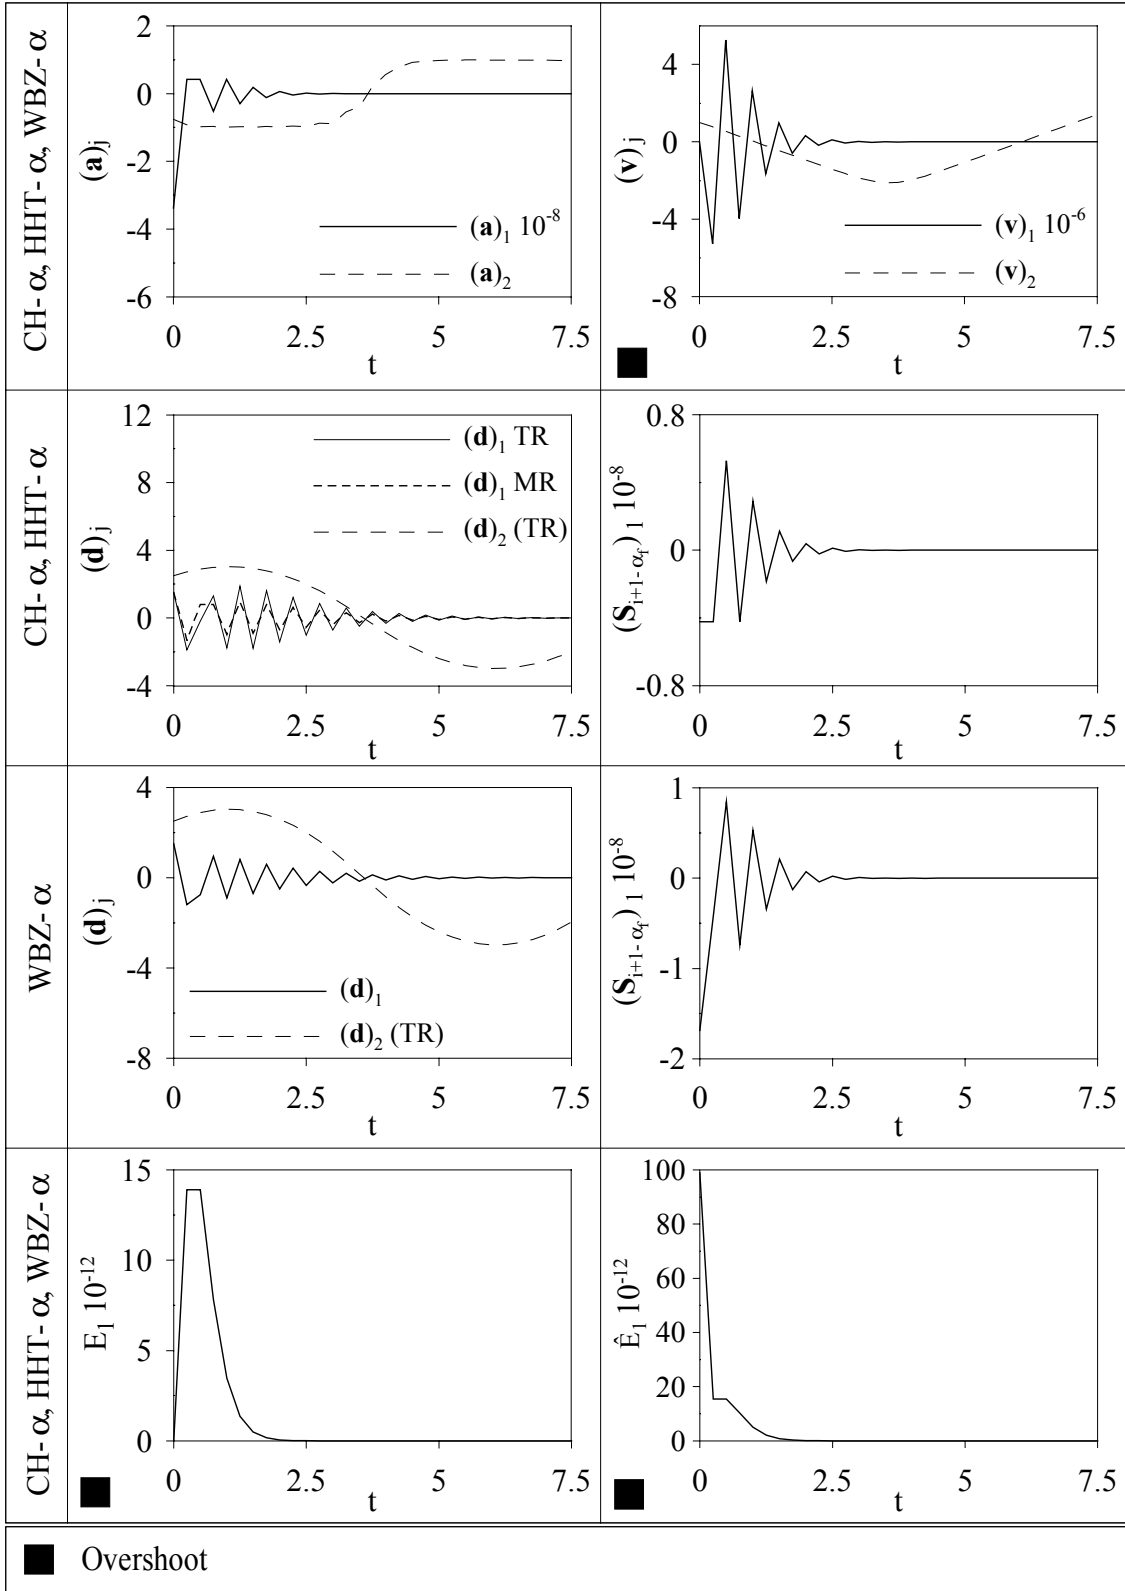 CH-α, HHT-α, WBZ-α
2
0
-2
-4
-6
(a)j
(a)1 10-8
(a)2
0 2.5 5 7.5
t
4
0
-4
-8
(v)j
(v)1 10-6
(v)2
0 2.5 5 7.5
t
CH-α, HHT-α
12
8
4
0
-4
(d)j
(d)1 TR
(d)1 MR
(d)2 (TR)
0 2.5 5 7.5
t
0.8
0
-0.8
(Si+1-αf)1 10-8
0 2.5 5 7.5
t
WBZ-α
4
0
-4
-8
(d)j
(d)1
(d)2 (TR)
0 2.5 5 7.5
t
1
0
-1
-2
(Si+1-αf)1 10-8
0 2.5 5 7.5
t
CH-α, HHT-α, WBZ-α
15
10
5
0
E1 10-12
0 2.5 5 7.5
t
100
80
60
40
20
0
Ê1 10-12
0 2.5 5 7.5
t
Overshoot